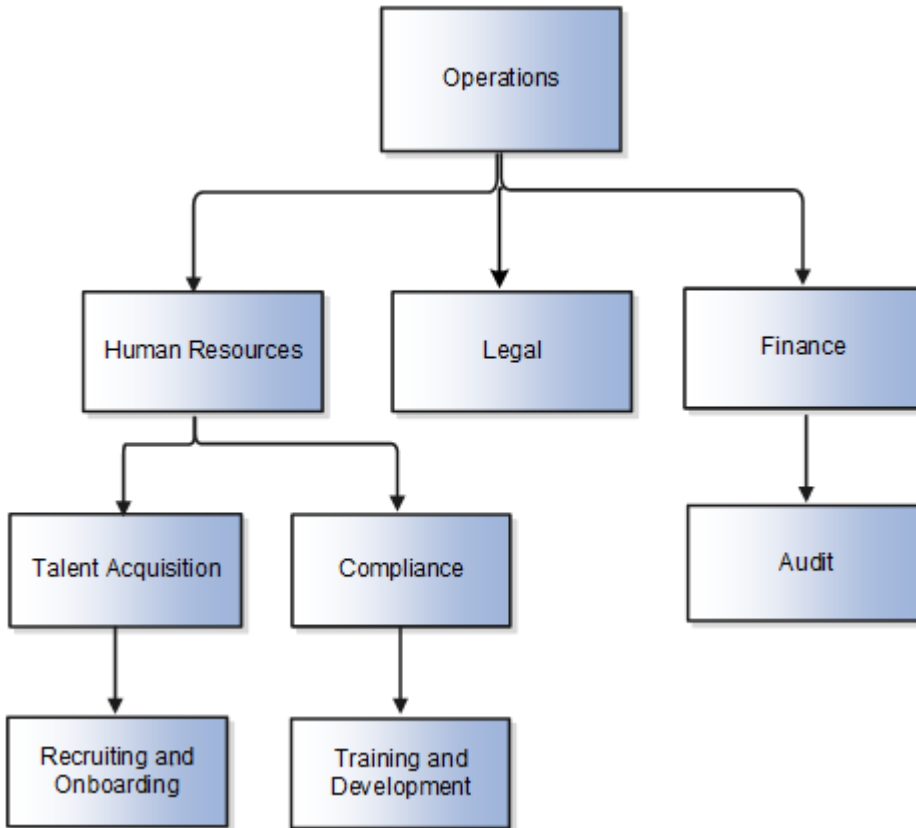 Operations
Human Resources
Legal
Finance
Talent Acquisition
Compliance
Audit
Recruiting and
Onboarding
Training and
Development